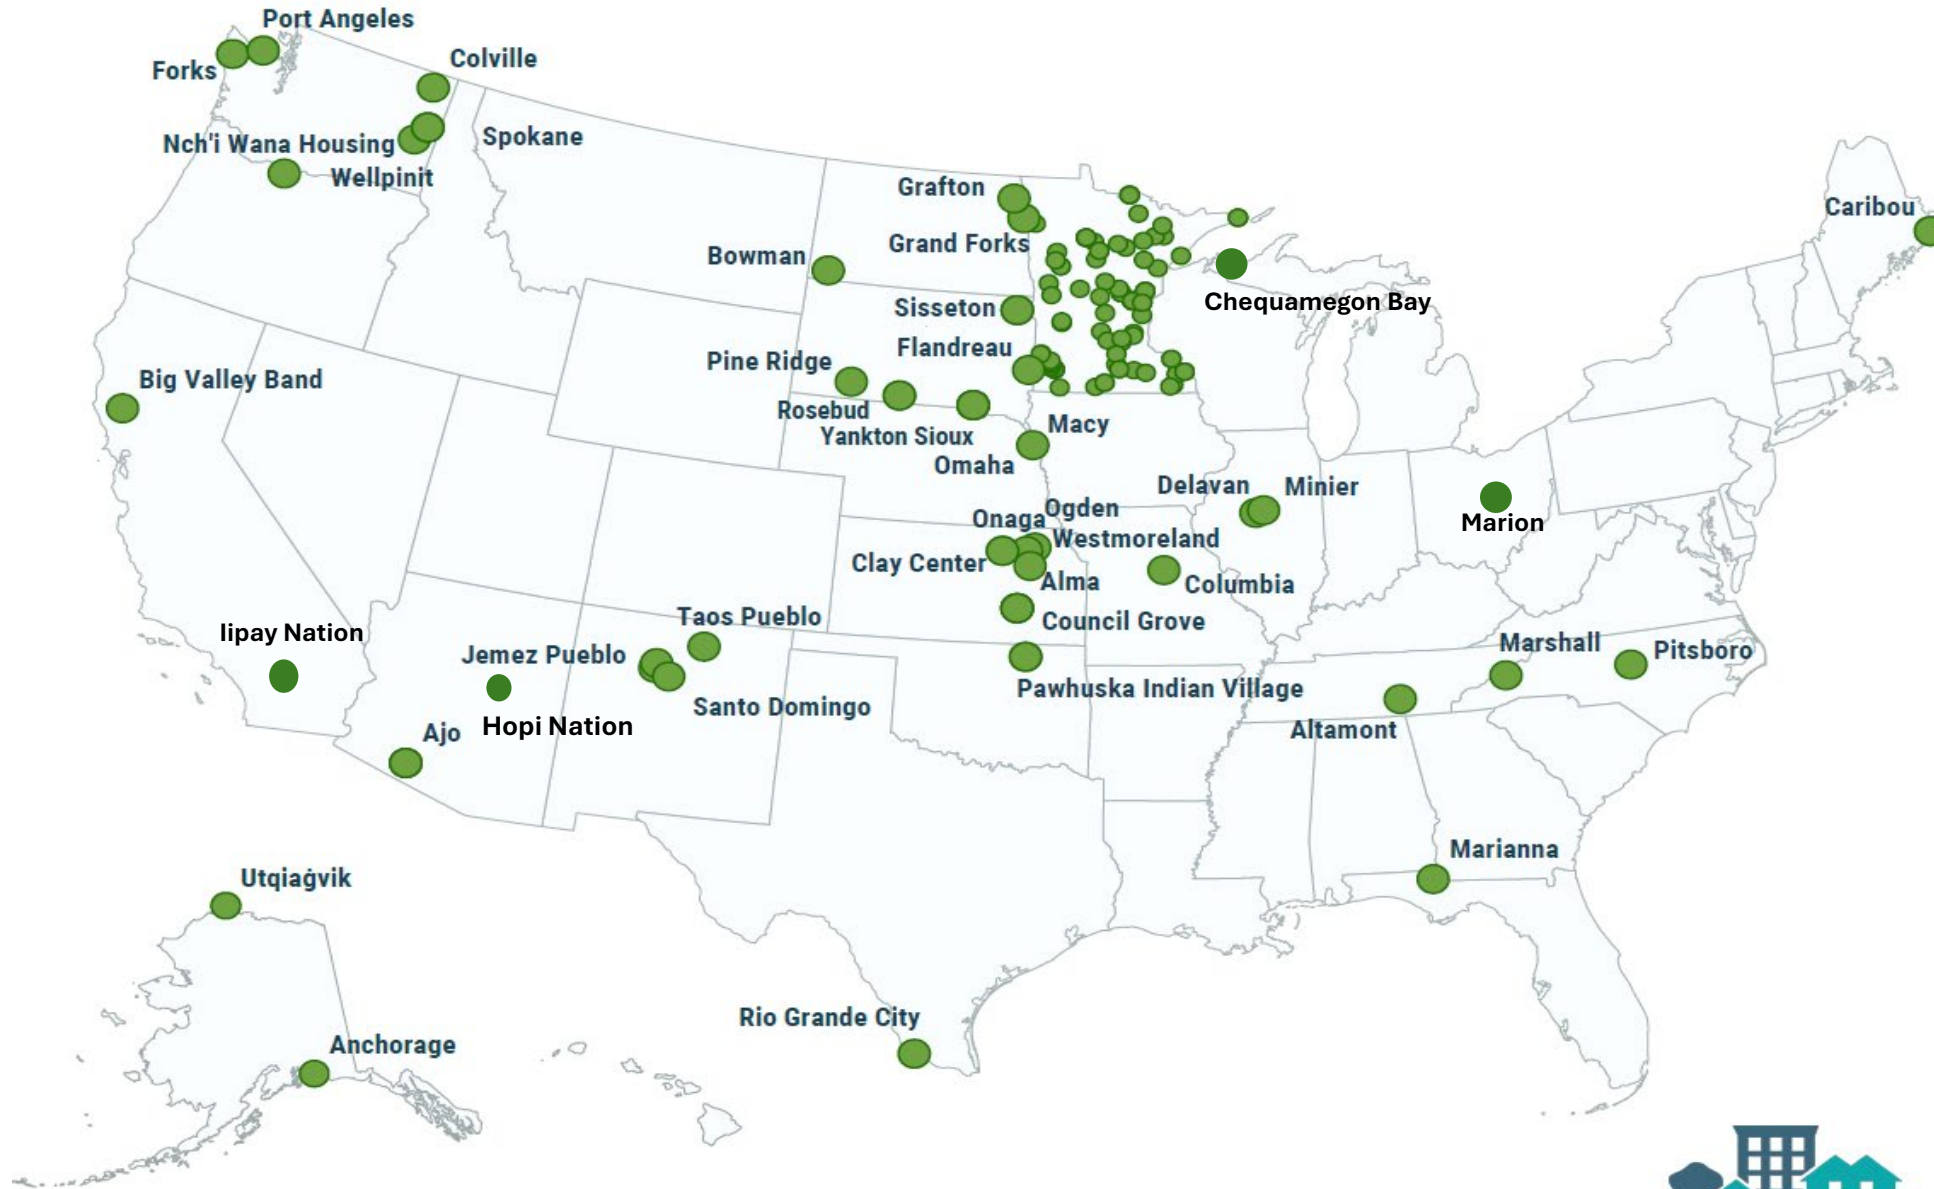 Port Angeles
Forks
Colville
Nch'i Wana Housing
Spokane
Wellpinit
Grafton
Caribou
Grand Forks
Bowman
Chequamegon Bay
Sisseton
Flandreau
Pine Ridge
Big Valley Band
Rosebud
Macy
Yankton Sioux
Omaha
Delavan
Minier
Ogden
Onaga
Marion
Westmoreland
Clay Center
Alma
Columbia
Taos Pueblo
Council Grove
Iipay Nation
Marshall
Pitsboro
Jemez Pueblo
Pawhuska Indian Village
Santo Domingo
Hopi Nation
Ajo
Altamont
Marianna
Utqiaġvik
Rio Grande City
Anchorage